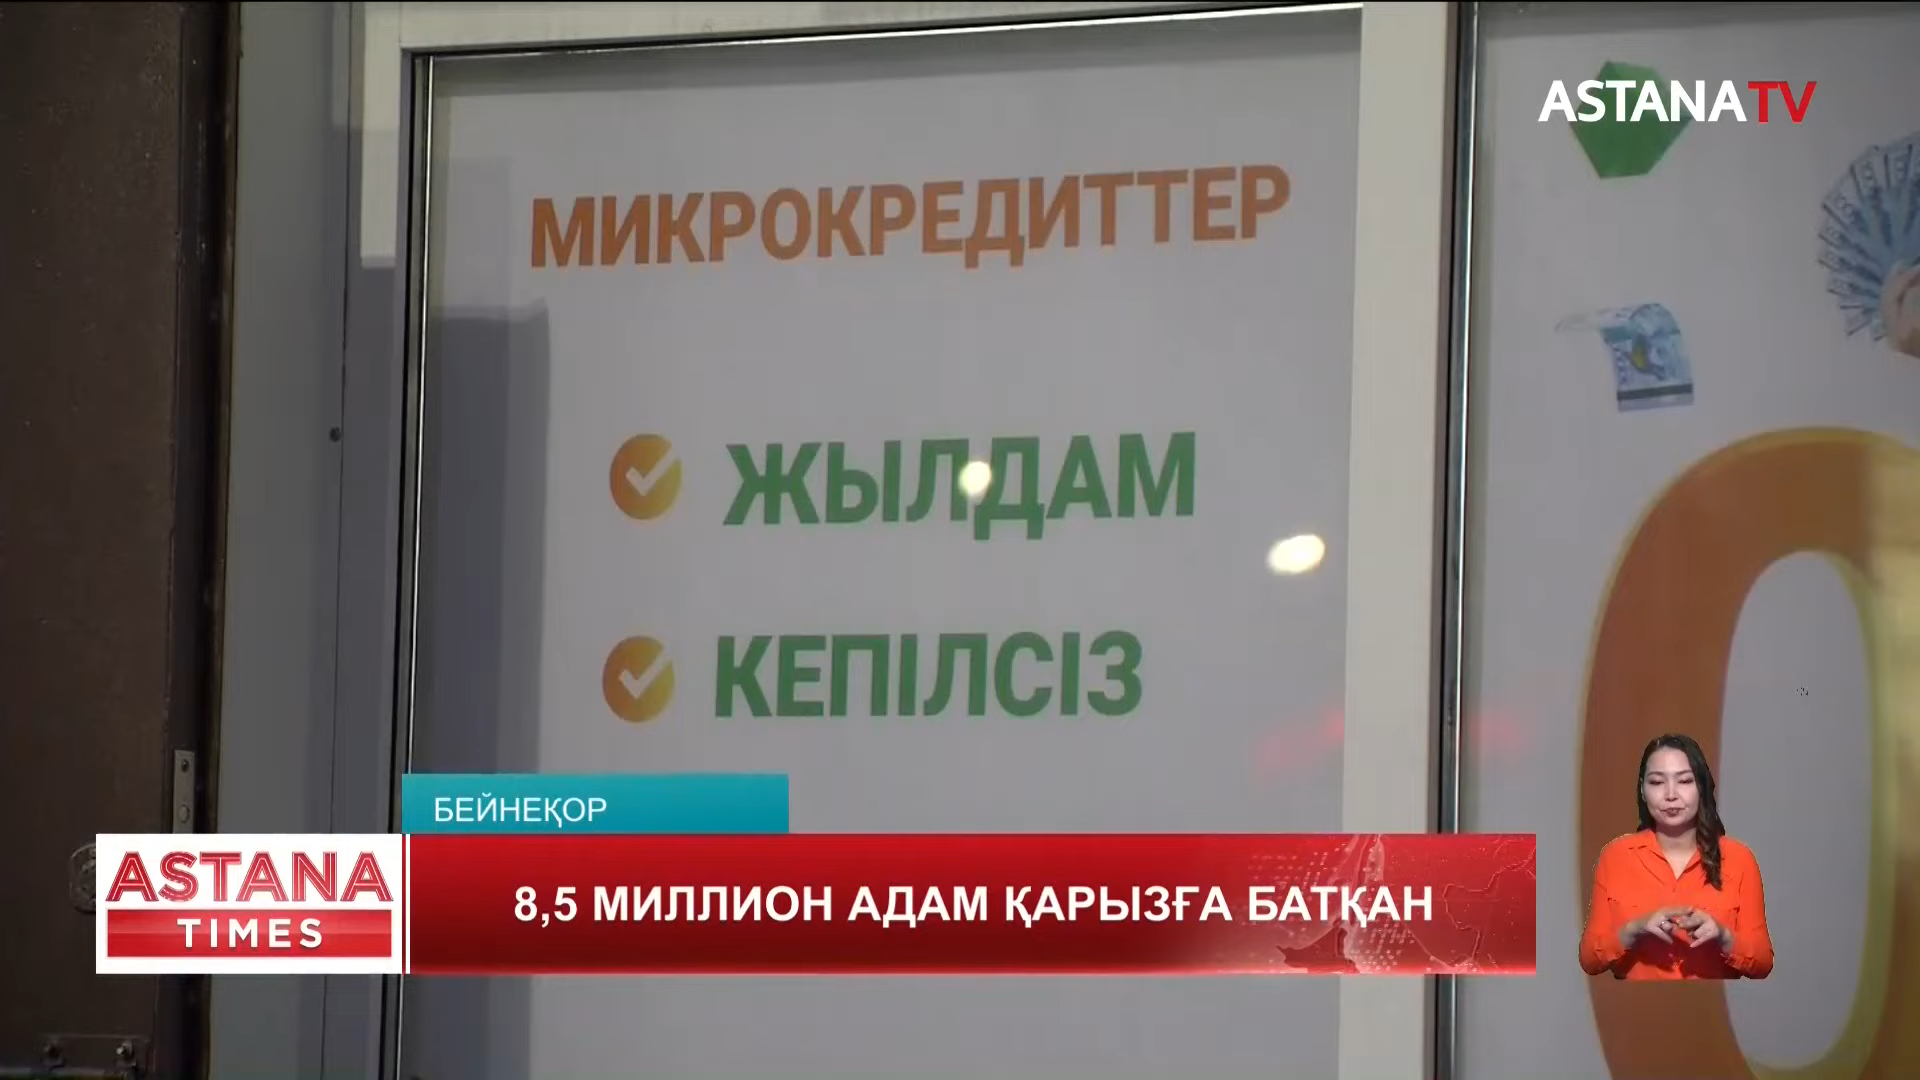 ASTANATV
МИКРОКРЕДИТТЕР
ЖЫЛДАМ
КЕПІЛСІЗ
БЕЙНЕҚОР
ASTANA
TIMES
8,5 МИЛЛИОН АДАМ ҚАРЫЗҒА БАТҚАН